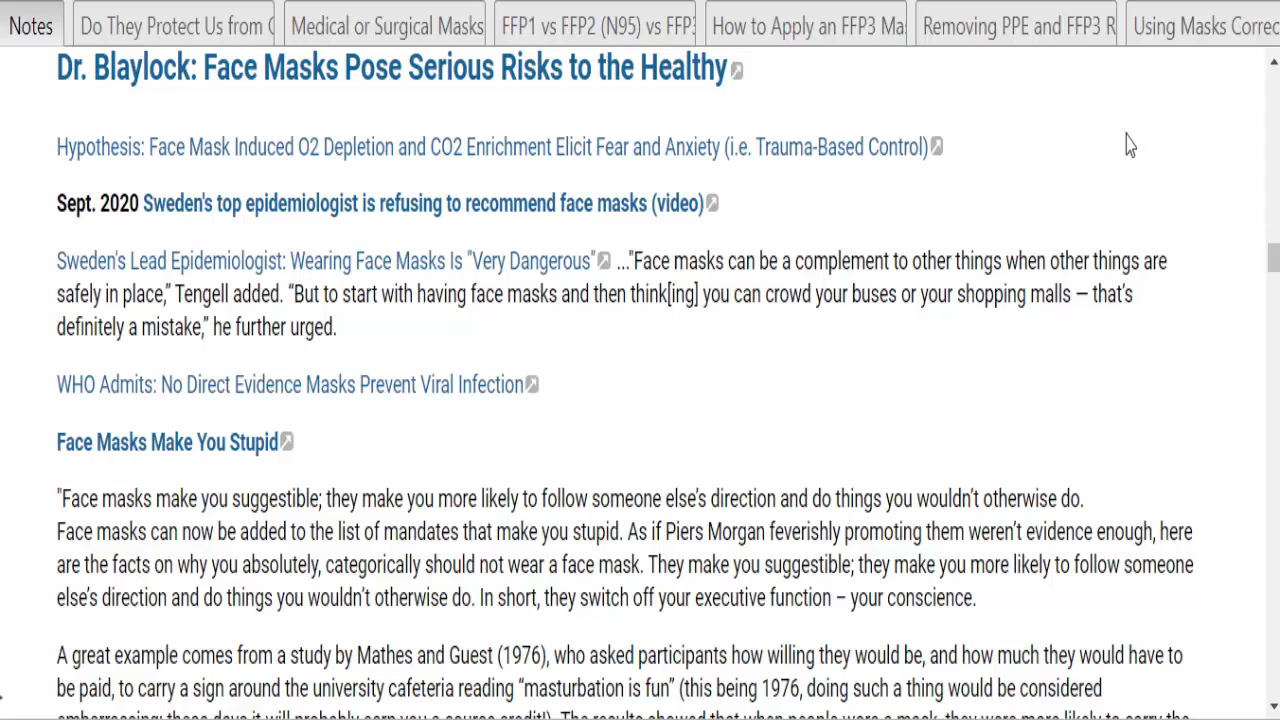 Notes
Do They Protect Us from C
Medical or Surgical Masks
FFP1 vs FFP2 (N95) vs FFP3
How to Apply an FFP3 Ma
Removing PPE and FFP3 R
Using Masks Correc
Dr. Blaylock: Face Masks Pose Serious Risks to the Healthy
Hypothesis: Face Mask Induced O2 Depletion and CO2 Enrichment Elicit Fear and Anxiety (i.e. Trauma-Based Control)
Sept. 2020 Sweden's top epidemiologist is refusing to recommend face masks (video)
Sweden's Lead Epidemiologist: Wearing Face Masks Is "Very Dangerous" ..."Face masks can be a complement to other things when other things are
safely in place,” Tengell added. “But to start with having face masks and then think[ing] you can crowd your buses or your shopping malls – that’s
definitely a mistake,” he further urged.
WHO Admits: No Direct Evidence Masks Prevent Viral Infection
Face Masks Make You Stupid
"Face masks make you suggestible; they make you more likely to follow someone else’s direction and do things you wouldn’t otherwise do.
Face masks can now be added to the list of mandates that make you stupid. As if Piers Morgan feverishly promoting them weren’t evidence enough, here
are the facts on why you absolutely, categorically should not wear a face mask. They make you suggestible; they make you more likely to follow someone
else’s direction and do things you wouldn’t otherwise do. In short, they switch off your executive function – your conscience.
A great example comes from a study by Mathes and Guest (1976), who asked participants how willing they would be, and how much they would have to
be paid, to carry a sign around the university cafeteria reading “masturbation is fun” (this being 1976, doing such a thing would be considered